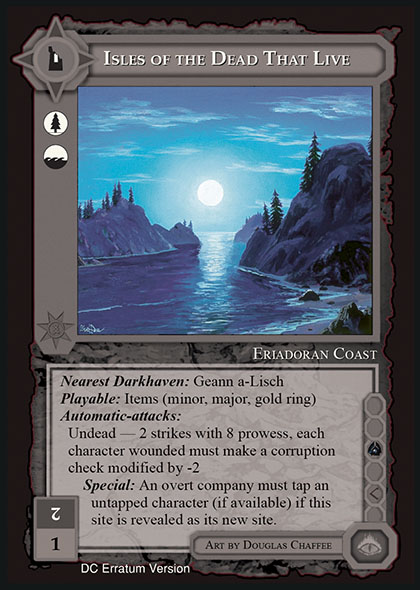 Isles of the Dead That Live
Eriadoran Coast
Nearest Darkhaven: Geann a-Lisch
Playable: Items (minor, major, gold ring)
Automatic-attacks:
Undead — 2 strikes with 8 prowess, each
character wounded must make a corruption
check modified by -2
Special: An overt company must tap an
untapped character (if available) if this
site is revealed as its new site.
2
1
Art by Douglas Chaffee
DC Erratum Version